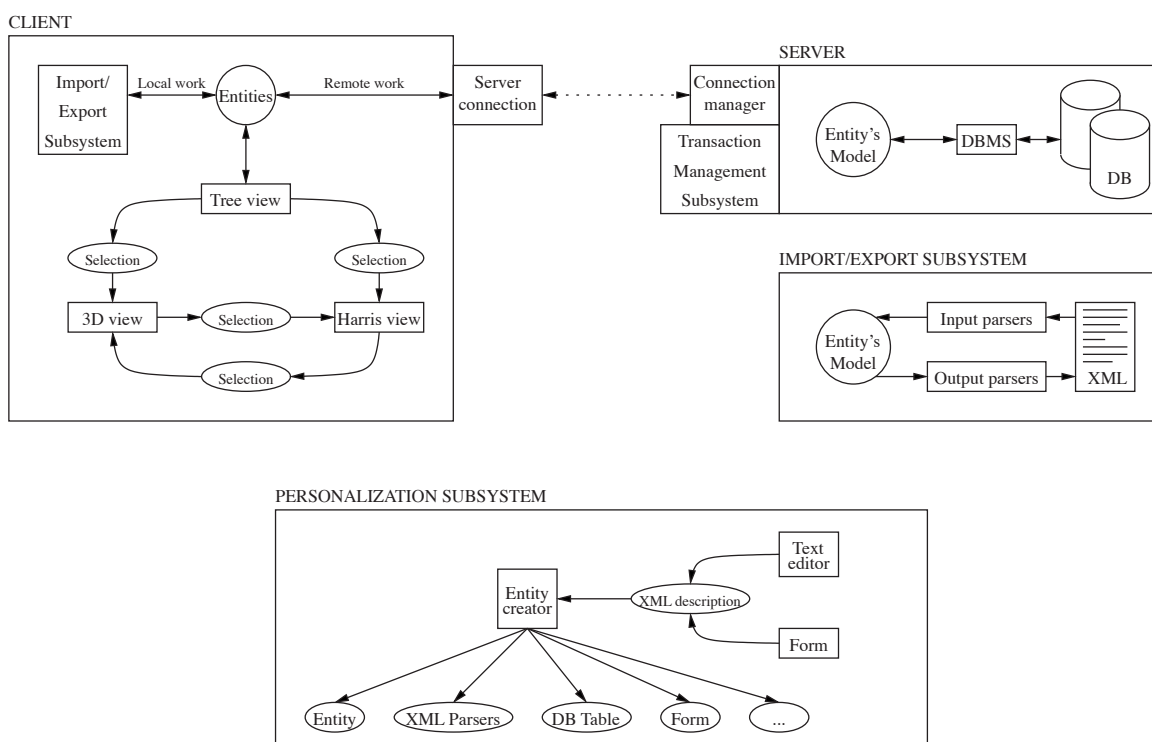 CLIENT
Import/
Export
Subsystem
Local work
Entities
Remote work
Server
connection
Tree view
Selection
Selection
3D view
Selection
Harris view
Selection
SERVER
Connection
manager
Transaction
Management
Subsystem
Entity's
Model
DBMS
DB
IMPORT/EXPORT SUBSYSTEM
Entity's
Model
Input parsers
Output parsers
XML
PERSONALIZATION SUBSYSTEM
Entity
creator
XML description
Text
editor
Form
Entity
XML Parsers
DB Table
Form
...